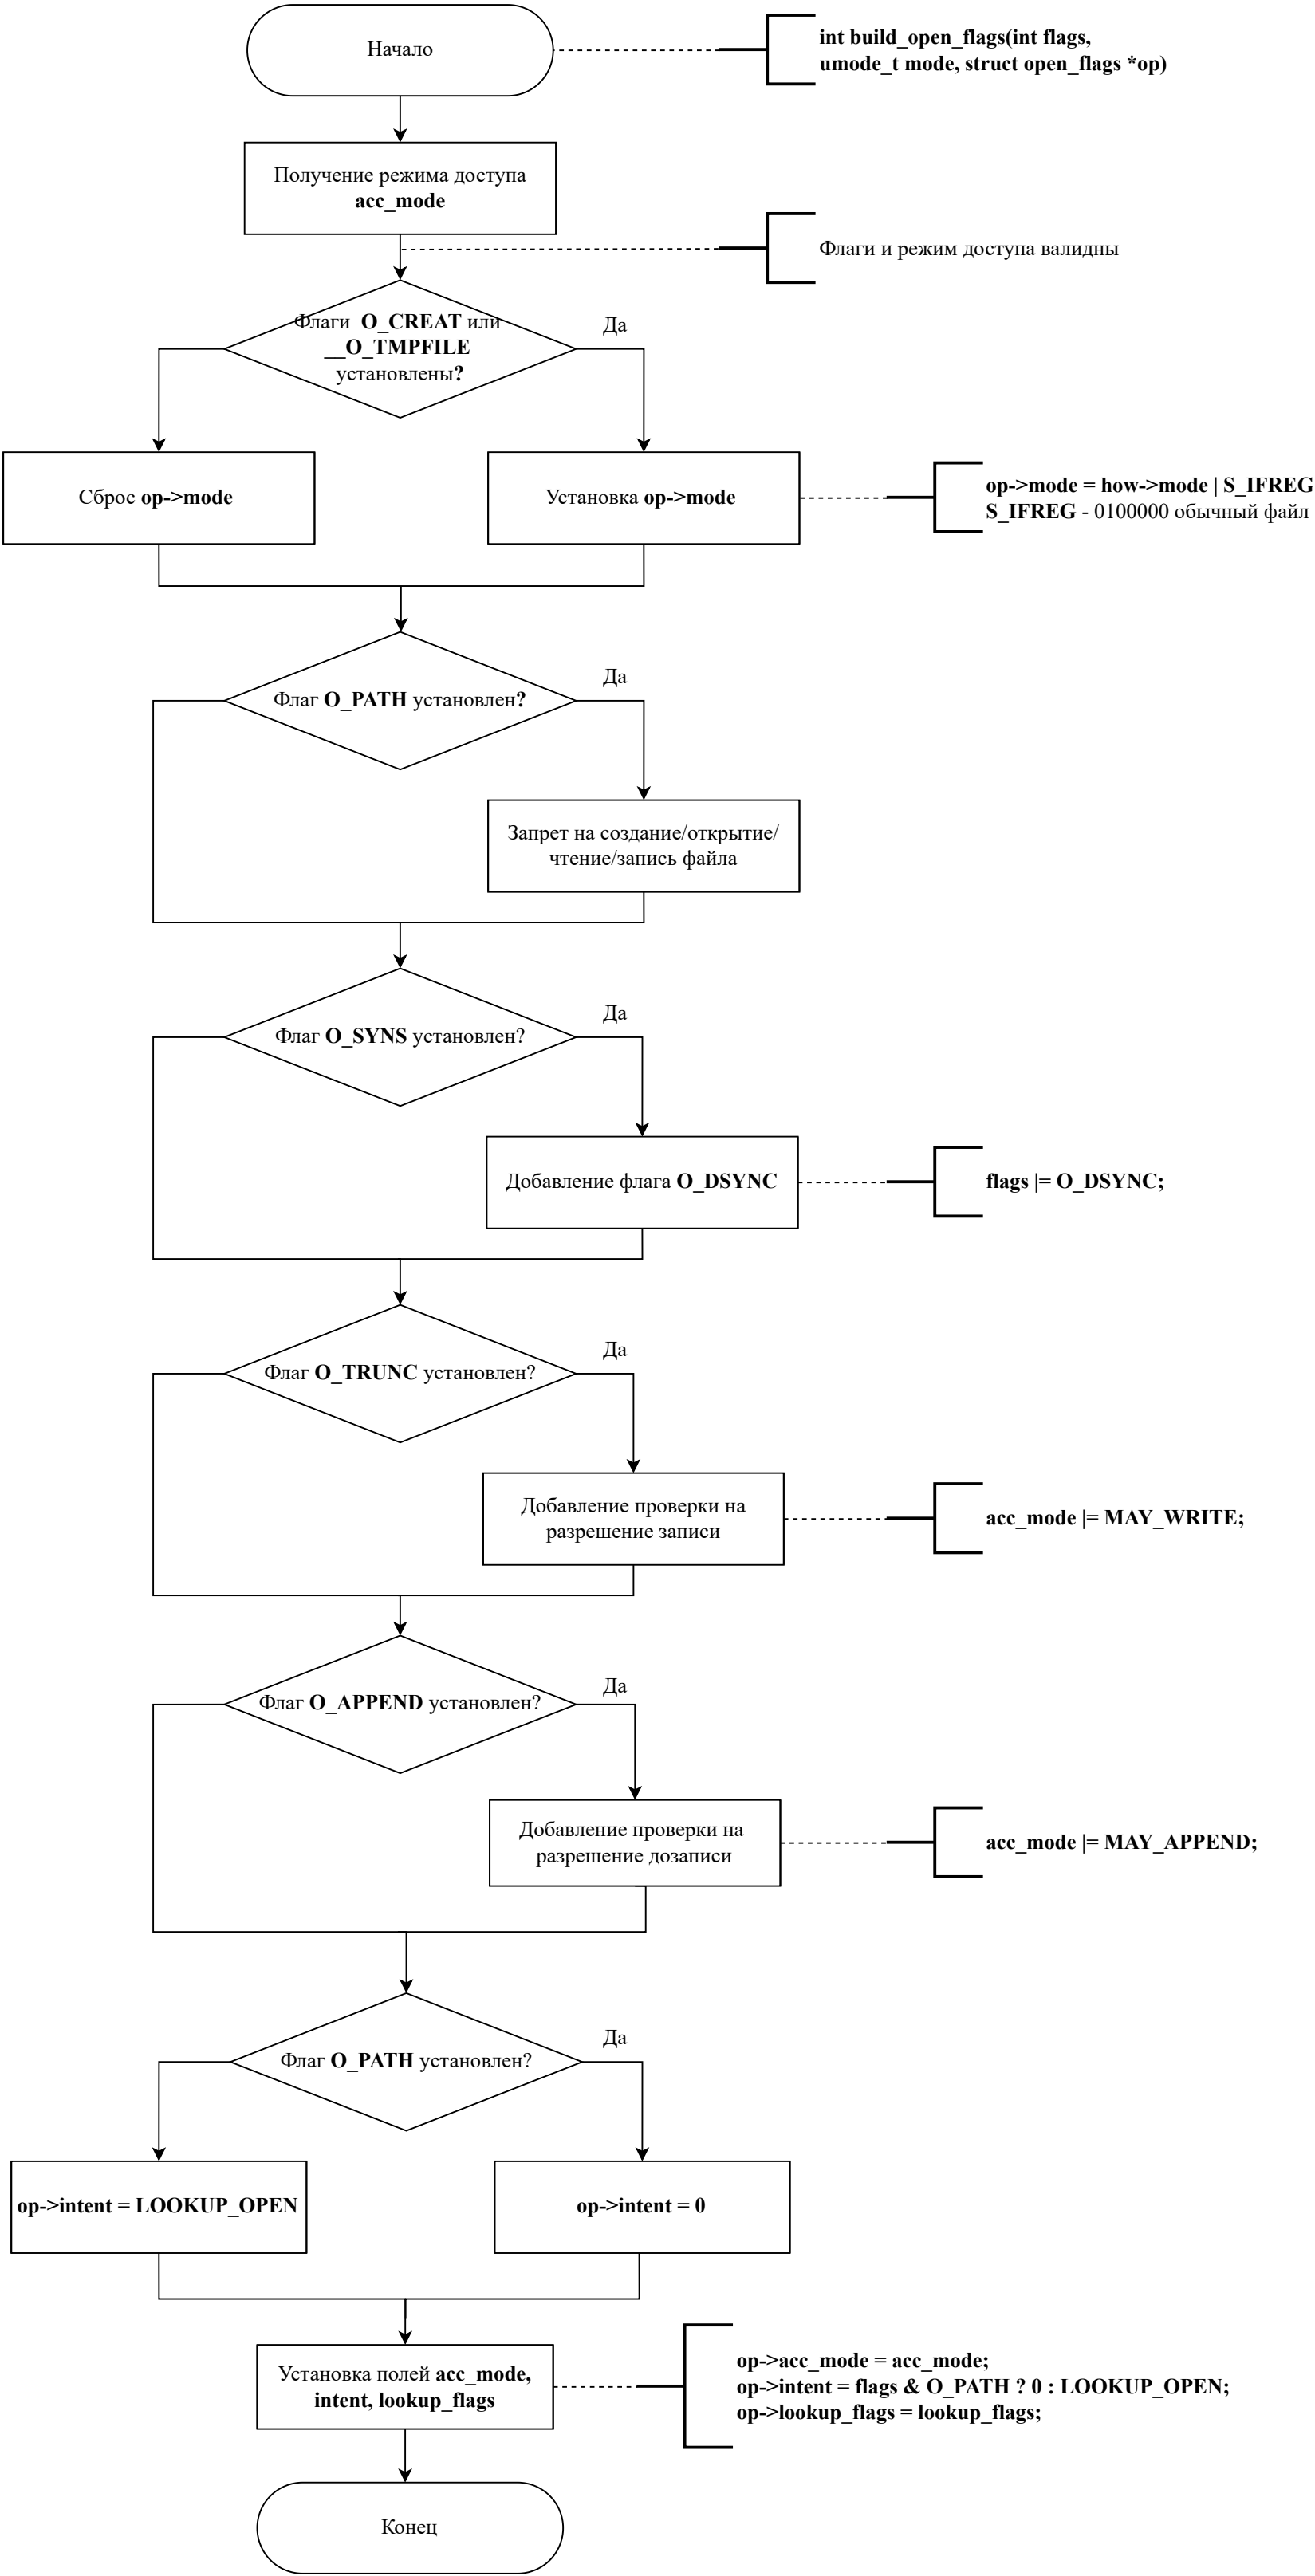 Начало
int build_open_flags(int flags,
umode_t mode, struct open_flags *op)
Получение режима доступа
acc_mode
Флаги и режим доступа валидны
Флаги O_CREAT или
__O_TMPFILE
установлены?
Да
Сброс op->mode
Установка op->mode
op->mode = how->mode | S_IFREG
S_IFREG - 0100000 обычный файл
Флаг O_PATH установлен?
Да
Запрет на создание/открытие/
чтение/запись файла
Флаг O_SYNS установлен?
Да
Добавление флага O_DSYNC
flags |= O_DSYNC;
Флаг O_TRUNC установлен?
Да
Добавление проверки на
разрешение записи
acc_mode |= MAY_WRITE;
Флаг O_APPEND установлен?
Да
Добавление проверки на
разрешение дозаписи
acc_mode |= MAY_APPEND;
Флаг O_PATH установлен?
Да
op->intent = LOOKUP_OPEN
op->intent = 0
Установка полей acc_mode,
intent, lookup_flags
op->acc_mode = acc_mode;
op->intent = flags & O_PATH ? 0 : LOOKUP_OPEN;
op->lookup_flags = lookup_flags;
Конец